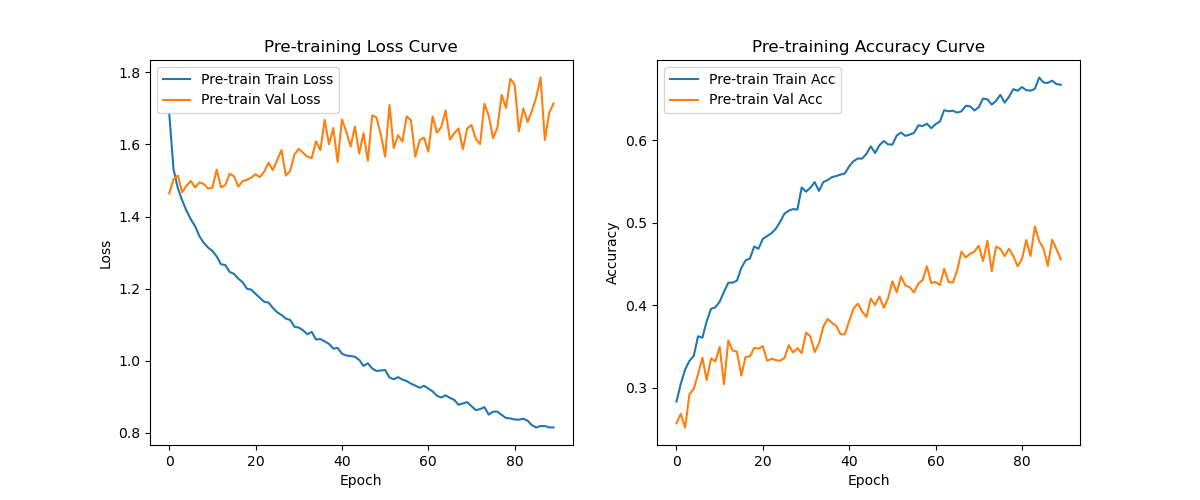 Pre-training Loss Curve
Pre-train Train Loss
Pre-train Val Loss
1.8
1.6
1.4
1.2
1.0
0.8
Loss
0 20 40 60 80
Epoch
Pre-training Accuracy Curve
Pre-train Train Acc
Pre-train Val Acc
0.6
0.5
0.4
0.3
Accuracy
0 20 40 60 80
Epoch